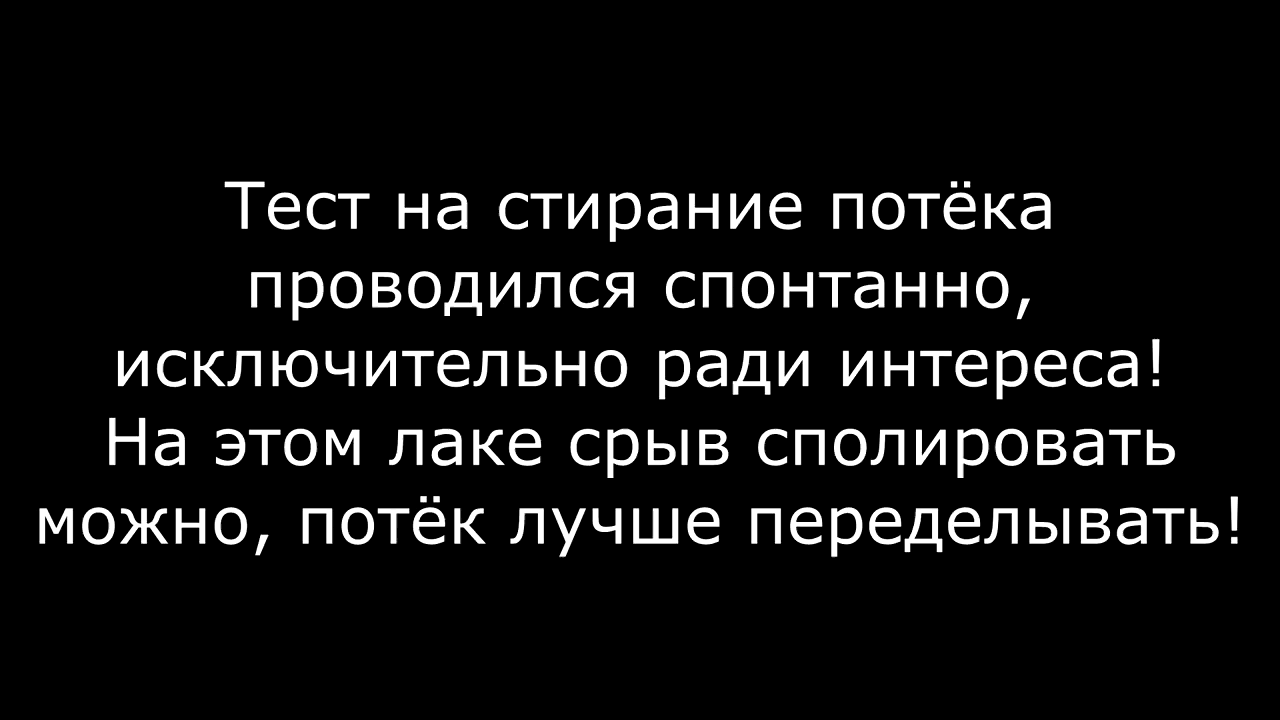 Тест на стирание потёка
проводился спонтанно,
исключительно ради интереса!
На этом лаке срыв сполировать
можно, потёк лучше переделывать!